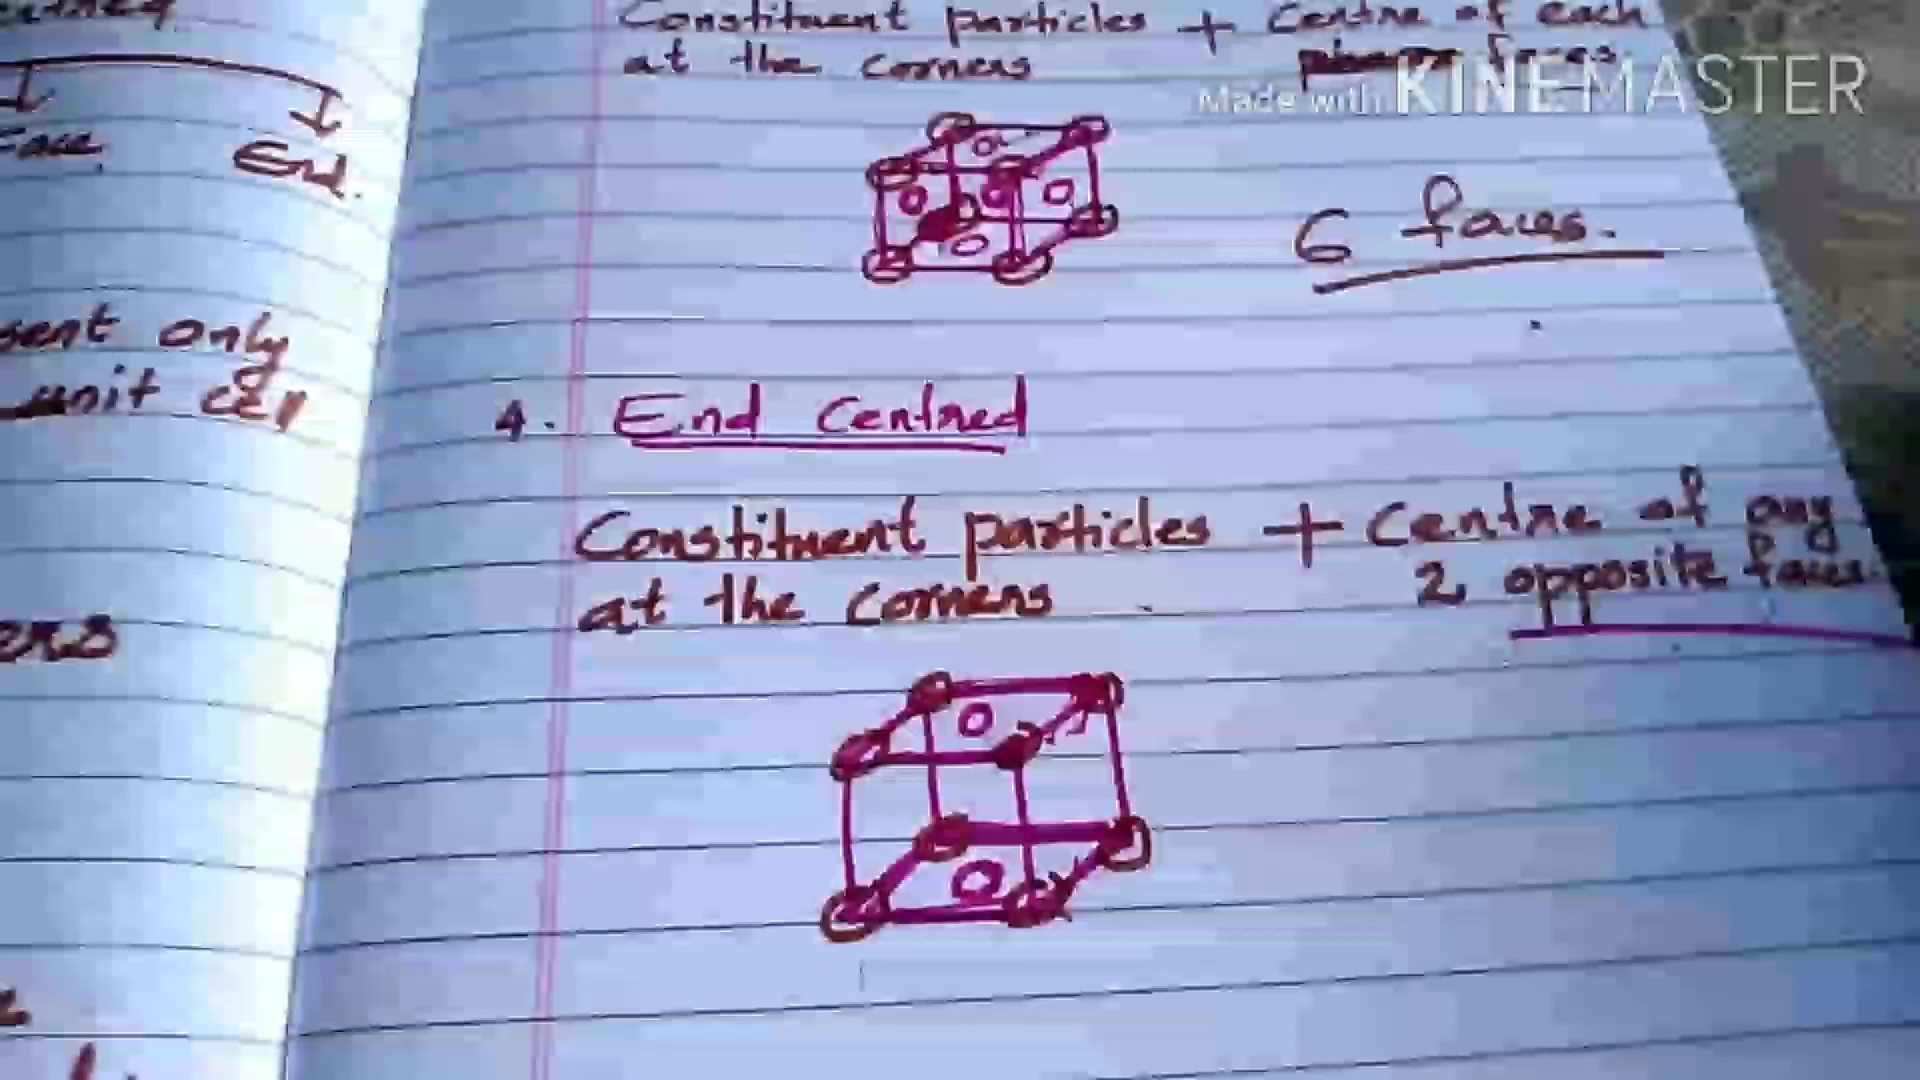 End.
sent only
unit cell
Constituent particles + Centre of each
at the corners faces
Made with KINEMASTER
6 faces.
4. End Centred
Constituent particles + Centre of any
at the corners 2 opposite faces.